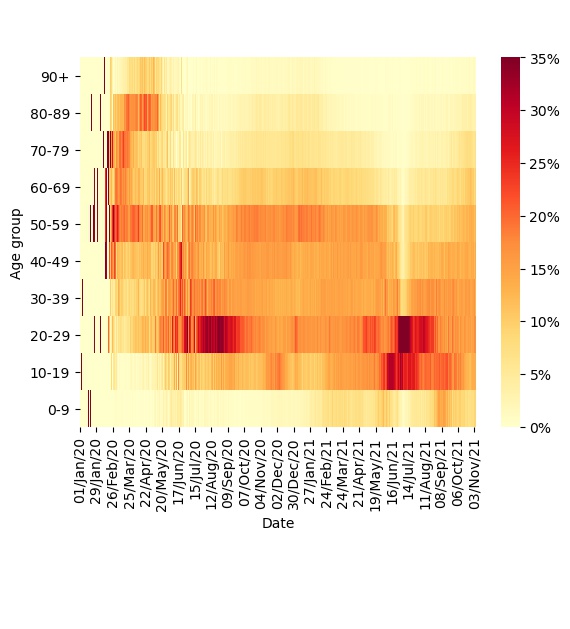 35%
90+
80-89
30%
70-79
25%
60-69
20%
50-59
Age group
15%
40-49
30-39
10%
20-29
5%
10-19
0-9
0%
01/Jan/20
29/Jan/20
26/Feb/20
25/Mar/20
22/Apr/20
20/May/20
17/Jun/20
15/Jul/20
12/Aug/20
09/Sep/20
07/Oct/20
04/Nov/20
02/Dec/20
30/Dec/20
27/Jan/21
24/Feb/21
24/Mar/21
21/Apr/21
19/May/21
16/Jun/21
14/Jul/21
11/Aug/21
08/Sep/21
06/Oct/21
03/Nov/21
Date